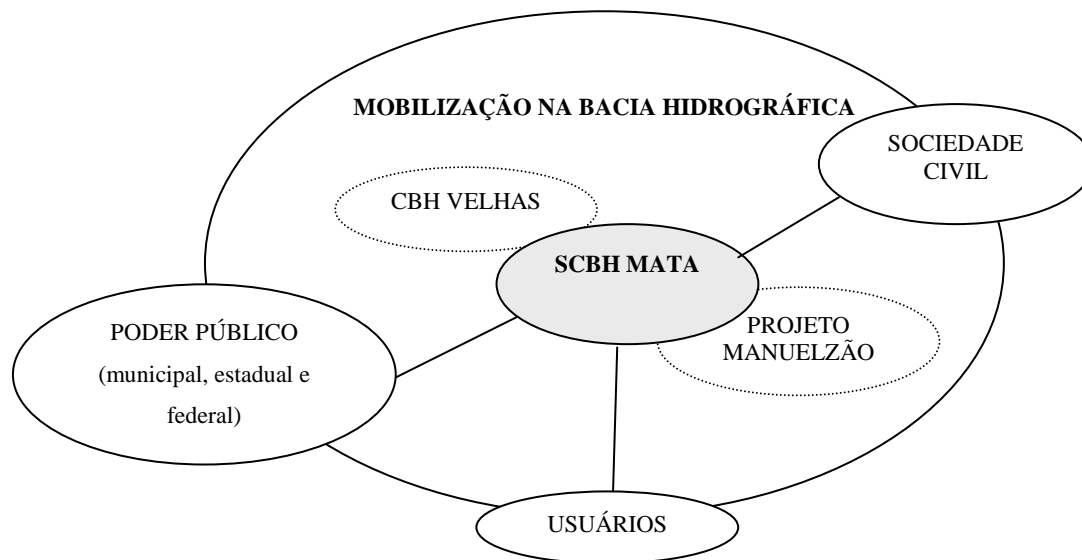 MOBILIZAÇÃO NA BACIA HIDROGRÁFICA
SOCIEDADE
CIVIL
CBH VELHAS
SCBH MATA
PROJETO
MANUELZÃO
PODER PÚBLICO
(municipal, estadual e
federal)
USUÁRIOS